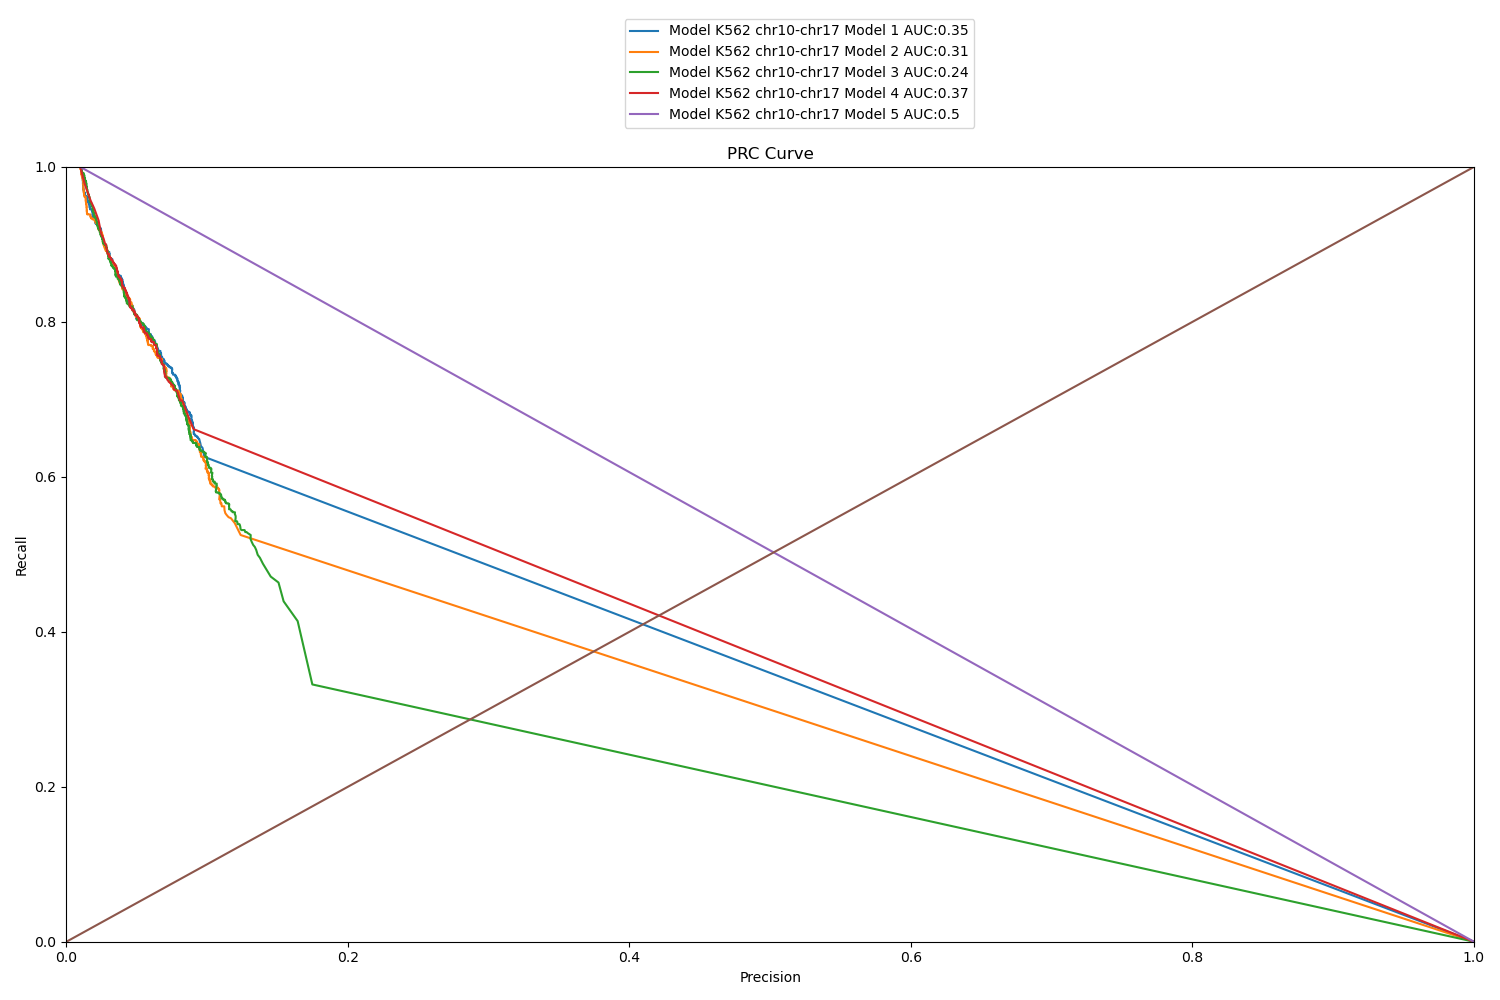 Model K562 chr10-chr17 Model 1 AUC:0.35
Model K562 chr10-chr17 Model 2 AUC:0.31
Model K562 chr10-chr17 Model 3 AUC:0.24
Model K562 chr10-chr17 Model 4 AUC:0.37
Model K562 chr10-chr17 Model 5 AUC:0.5
PRC Curve
1.0
0.8
0.6
0.4
0.2
0.0
Recall
0.0 0.2 0.4 0.6 0.8 1.0
Precision